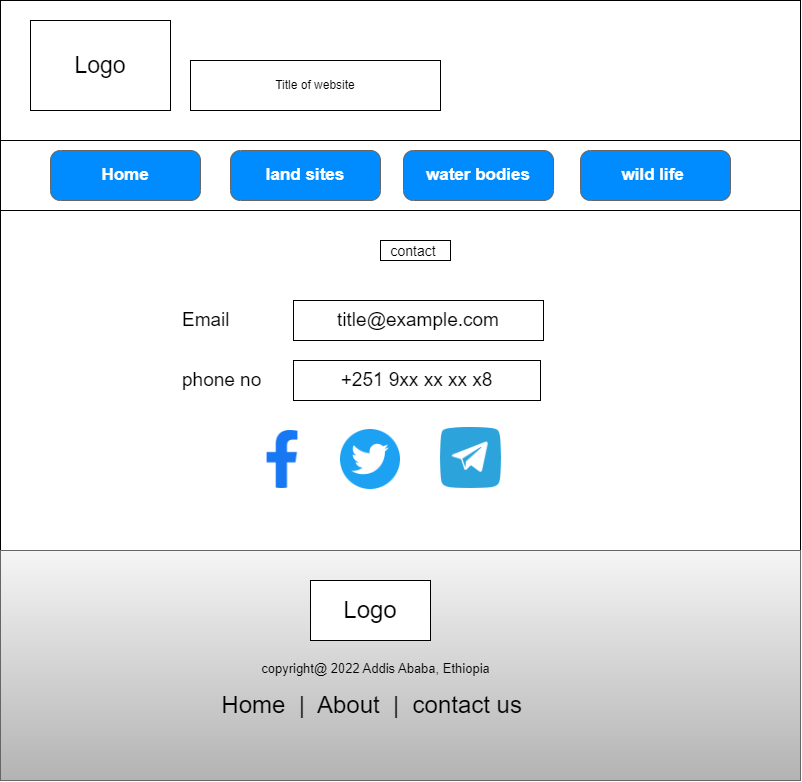 Logo
Title of website
Home land sites water bodies wild life
contact
Email title@example.com
phone no +251 9xx xx xx x8
Logo
copyright@ 2022 Addis Ababa, Ethiopia
Home | About | contact us